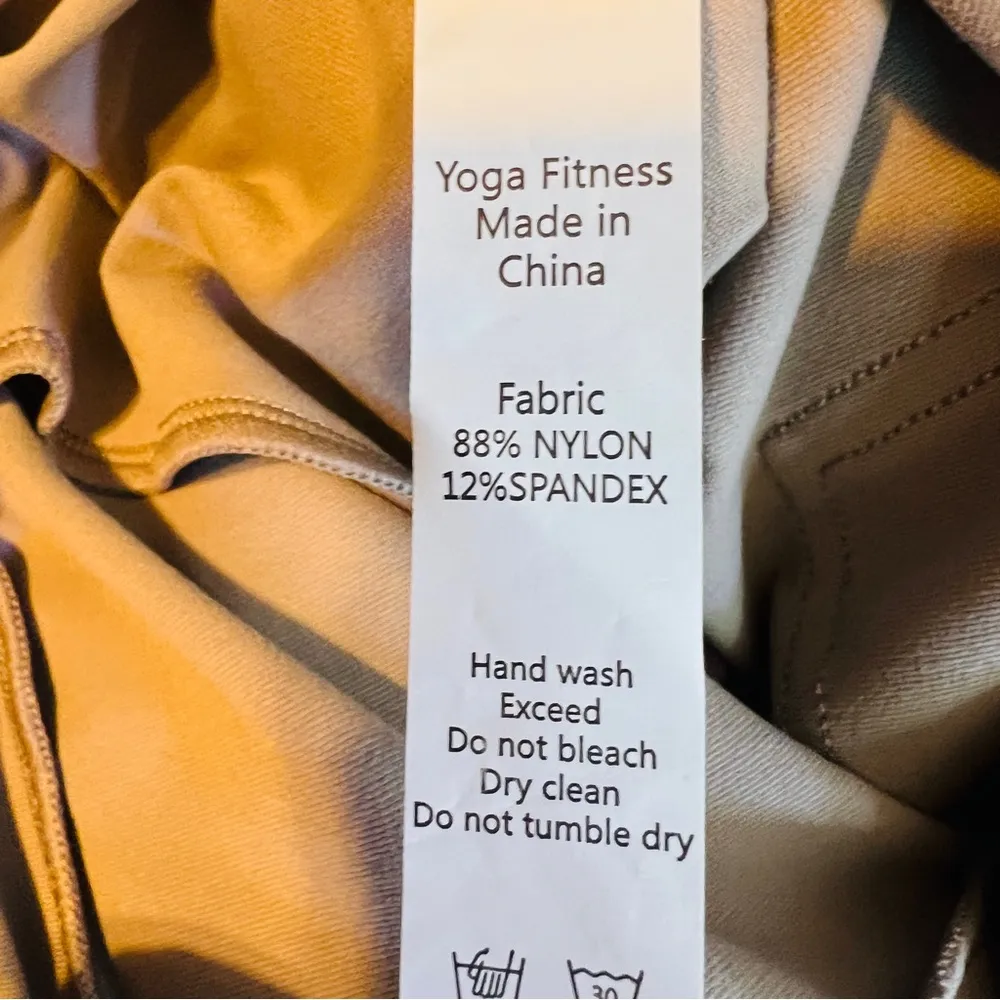 Yoga Fitness
Made in
China
Fabric
88% NYLON
12%SPANDEX
Hand wash
Exceed
Do not bleach
Dry clean
Do not tumble dry
30